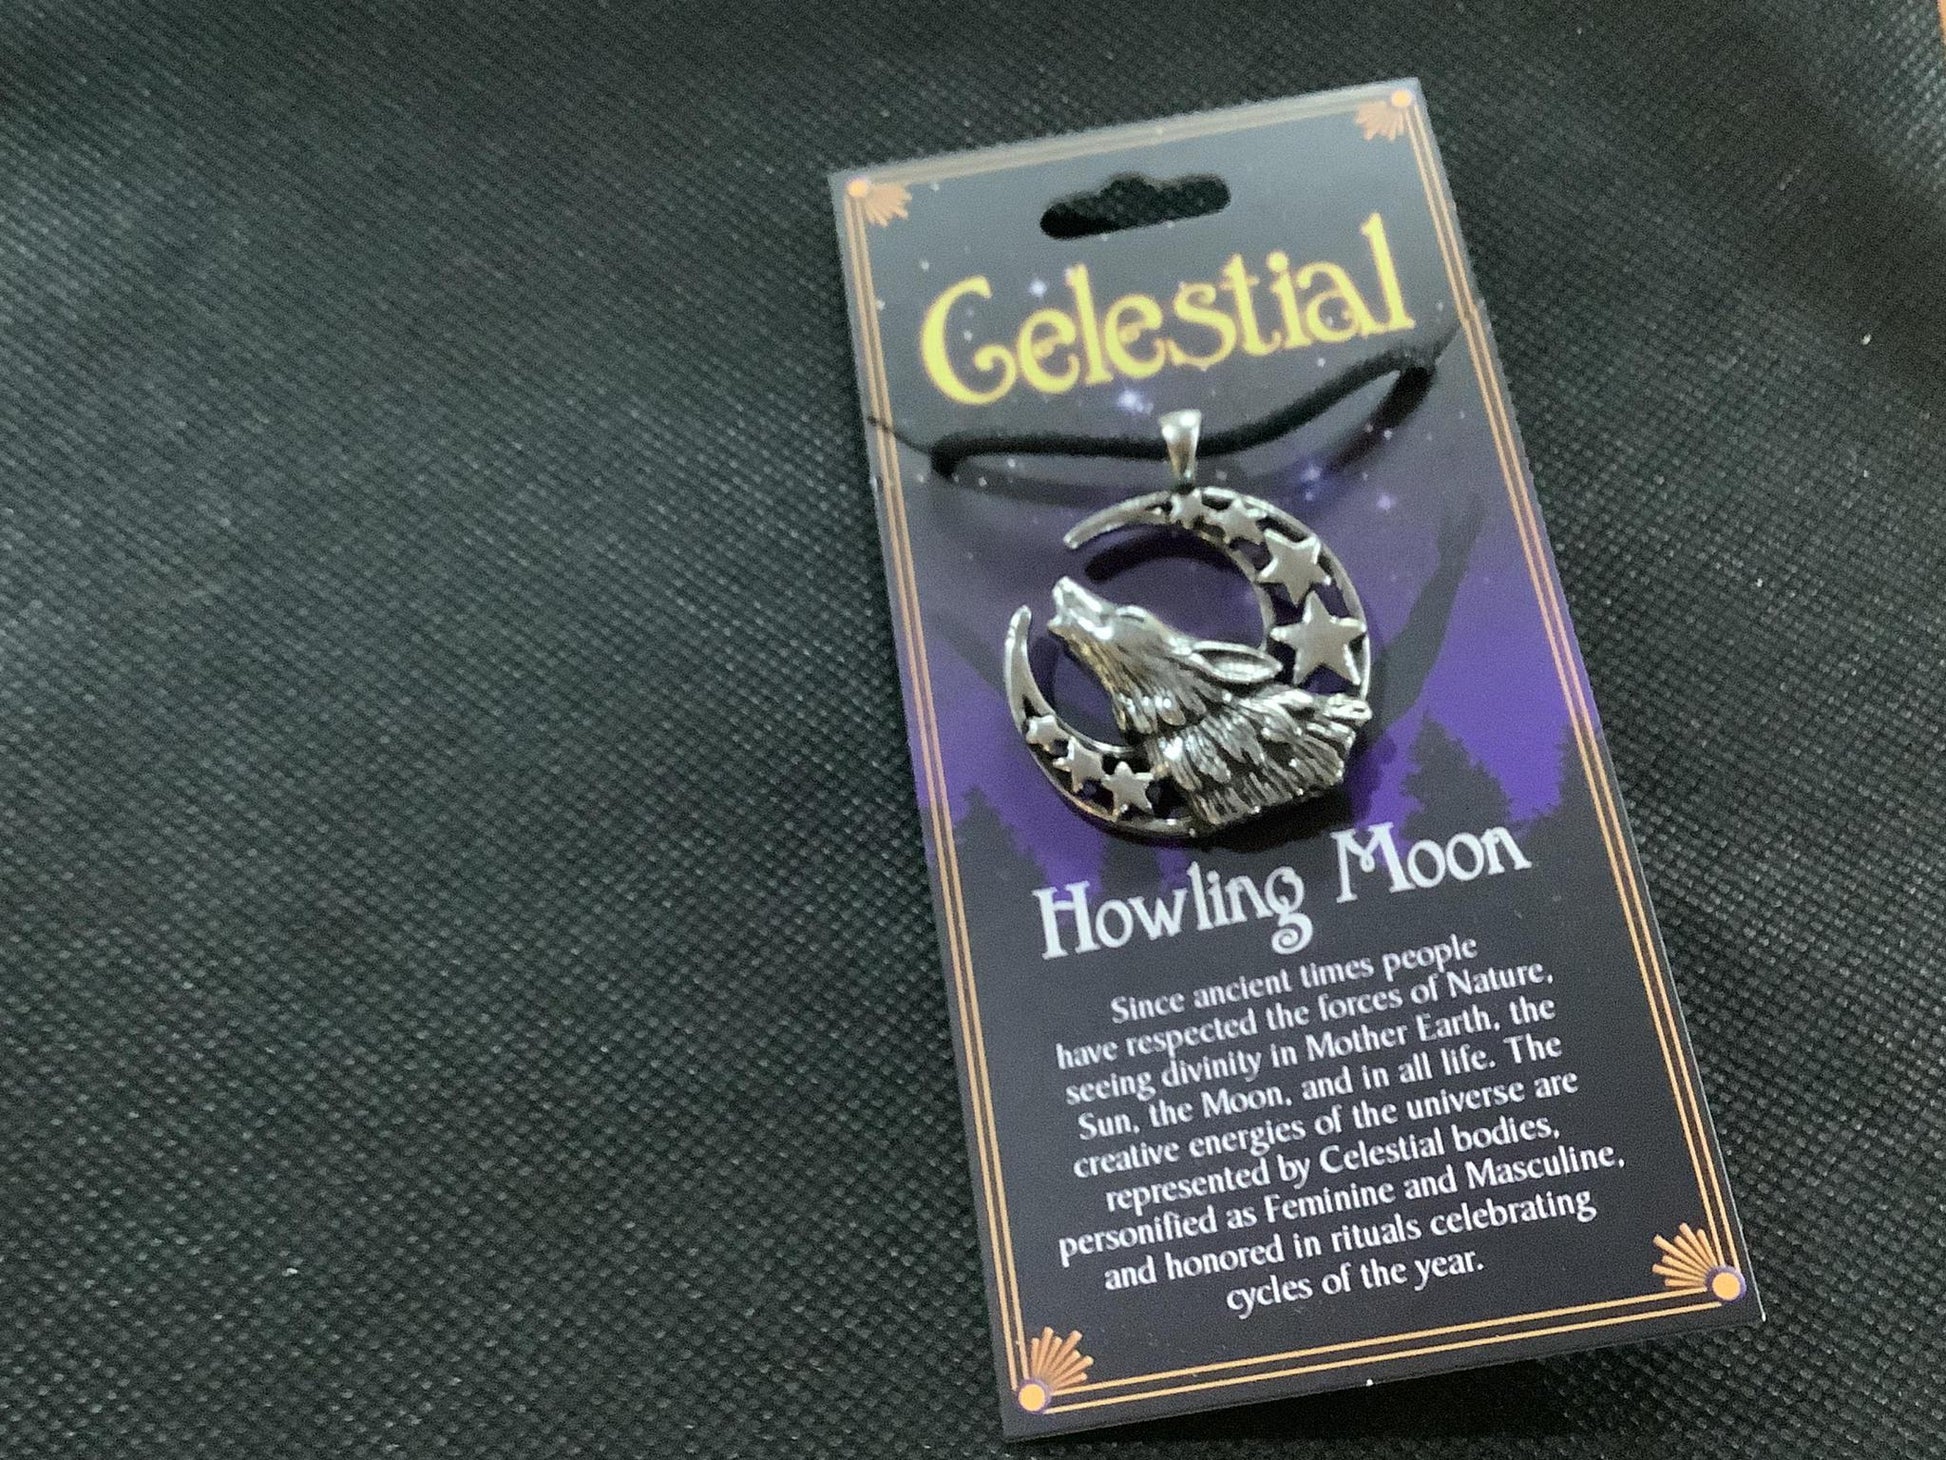 Celestial
Howling Moon
Since ancient times people
have respected the forces of Nature,
seeing divinity in Mother Earth, the
Sun, the Moon, and in all life. The
creative energies of the universe are
represented by Celestial bodies,
personified as Feminine and Masculine,
and honored in rituals celebrating
cycles of the year.